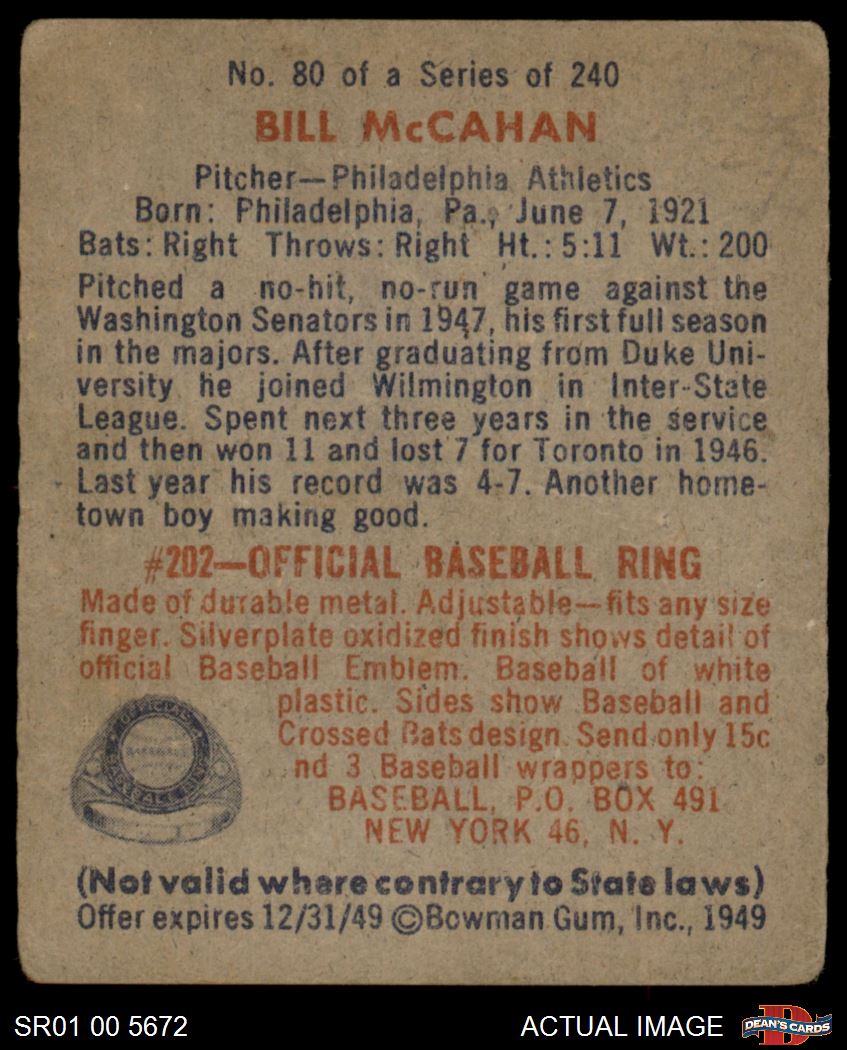 No. 80 of a Series of 240
BILL McCAHAN
Pitcher—Philadelphia Athletics
Born: Philadelphia, Pa., June 7, 1921
Bats: Right Throws: Right Ht.: 5:11 Wt.: 200
Pitched a no-hit, no-run game against the
Washington Senators in 1947, his first full season
in the majors. After graduating from Duke Uni-
versity he joined Wilmington in Inter-State
League. Spent next three years in the service
and then won 11 and lost 7 for Toronto in 1946.
Last year his record was 4-7. Another home-
town boy making good.
#202—OFFICIAL BASEBALL RING
Made of durable metal. Adjustable—fits any size
finger. Silverplate oxidized finish shows detail of
official Baseball Emblem. Baseball of white
plastic. Sides show Baseball and
Crossed Bats design. Send only 15c
nd 3 Baseball wrappers to:
BASEBALL, P.O. BOX 491
NEW YORK 46, N. Y.
OFFICIAL
BASEBALL
BASEBALL RING
(Not valid where contrary to State laws)
Offer expires 12/31/49 ©Bowman Gum, Inc., 1949
SR01 00 5672
ACTUAL IMAGE
D
DEAN'S CARDS